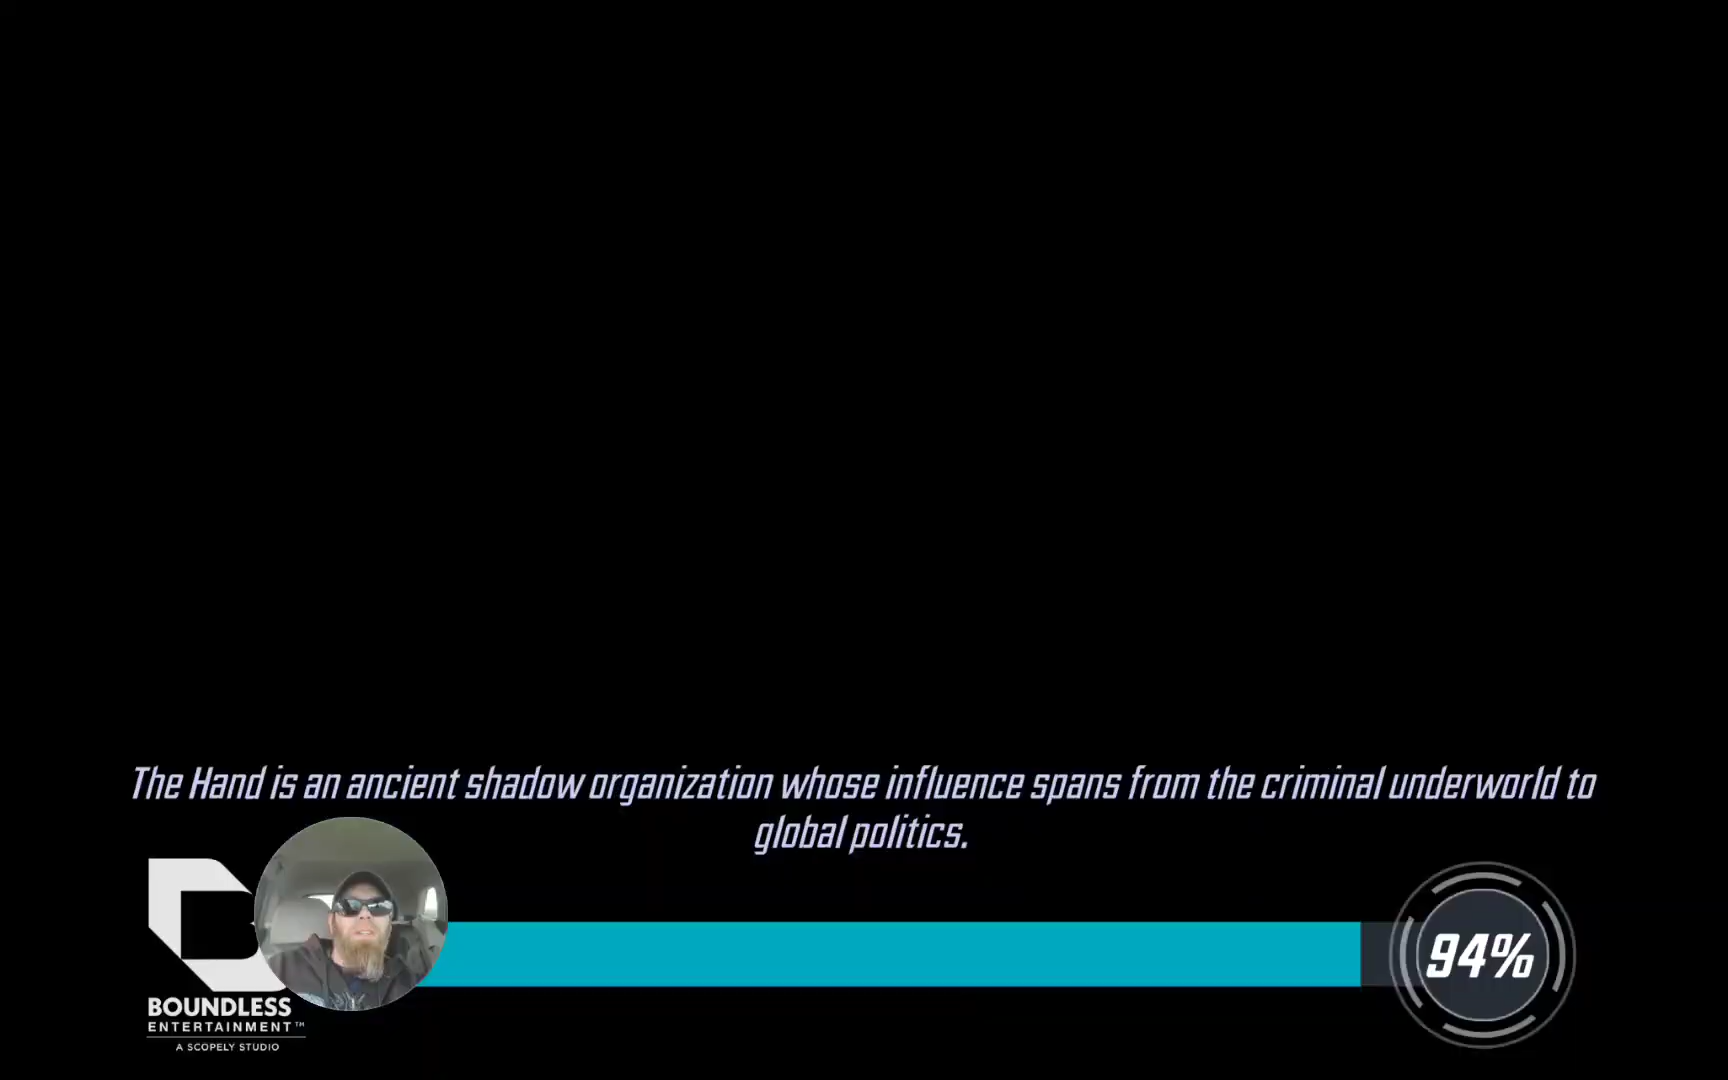 The Hand is an ancient shadow organization whose influence spans from the criminal underworld to
global politics.
94%
BOUNDLESS
ENTERTAINMENT™
A SCOPELY STUDIO